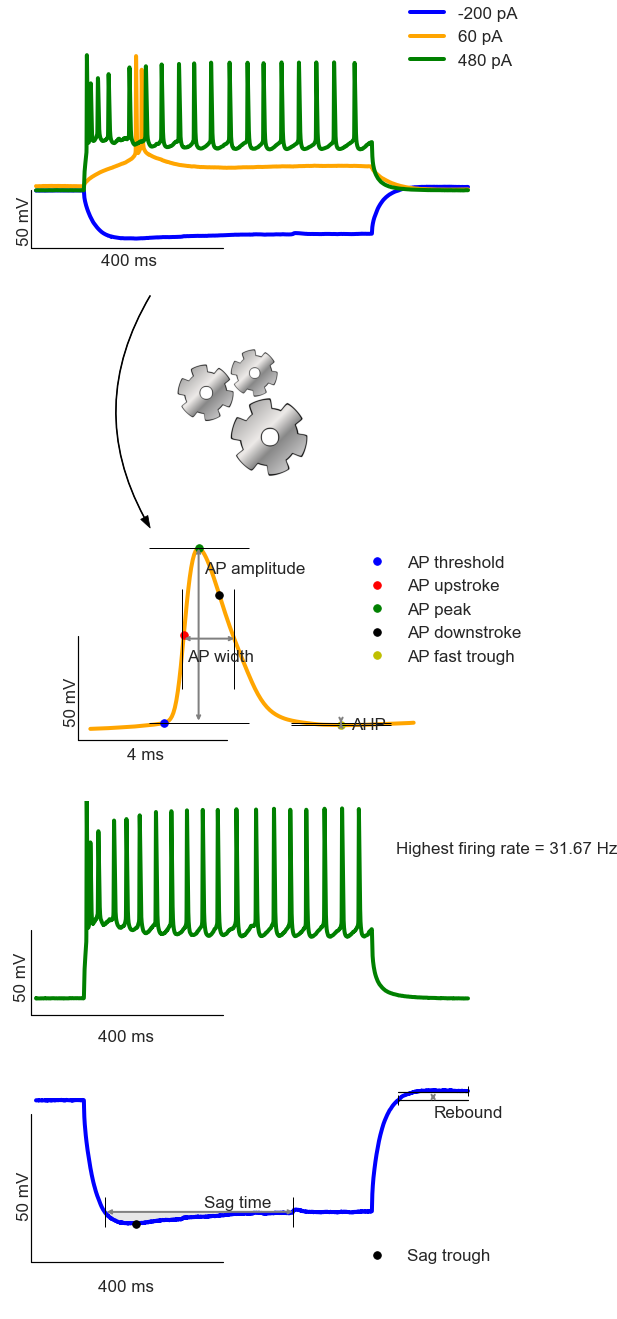 -200 pA
60 pA
480 pA
50 mV
400 ms
AP amplitude
AP width
AHP
AP threshold
AP upstroke
AP peak
AP downstroke
AP fast trough
50 mV
4 ms
Highest firing rate = 31.67 Hz
50 mV
400 ms
Rebound
Sag time
50 mV
Sag trough
400 ms